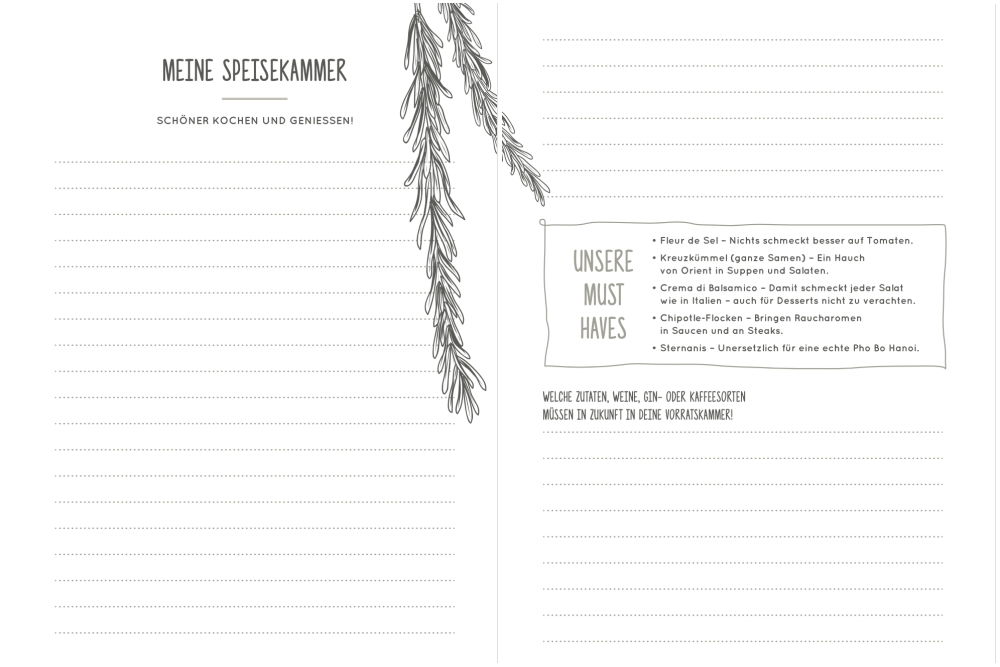 MEINE SPEISEKAMMER
SCHÖNER KOCHEN UND GENIESSEN!
UNSERE
MUST
HAVES
• Fleur de Sel – Nichts schmeckt besser auf Tomaten.
• Kreuzkümmel (ganze Samen) – Ein Hauch
von Orient in Suppen und Salaten.
• Crema di Balsamico – Damit schmeckt jeder Salat
wie in Italien – auch für Desserts nicht zu verachten.
• Chipotle-Flocken – Bringen Raucharomen
in Saucen und an Steaks.
• Sternanis – Unersetzlich für eine echte Pho Bo Hanoi.
WELCHE ZUTATEN, WEINE, GIN- ODER KAFFEESORTEN
MÜSSEN IN ZUKUNFT IN DEINE VORRATSKAMMER!